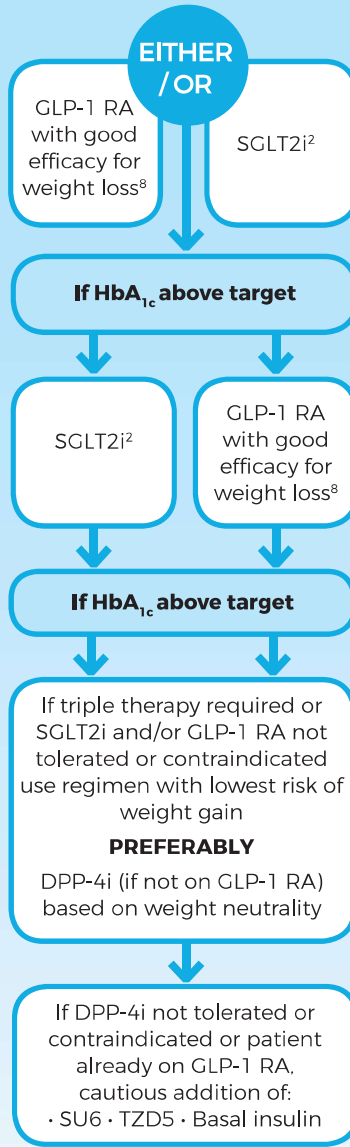 EITHER
/ OR
GLP-1 RA
with good
efficacy for
weight loss⁸
SGLT2i²
If HbA₁c above target
SGLT2i²
GLP-1 RA
with good
efficacy for
weight loss⁸
If HbA₁c above target
If triple therapy required or
SGLT2i and/or GLP-1 RA not
tolerated or contraindicated
use regimen with lowest risk of
weight gain
PREFERABLY
DPP-4i (if not on GLP-1 RA)
based on weight neutrality
If DPP-4i not tolerated or
contraindicated or patient
already on GLP-1 RA,
cautious addition of:
• SU6 • TZD5 • Basal insulin